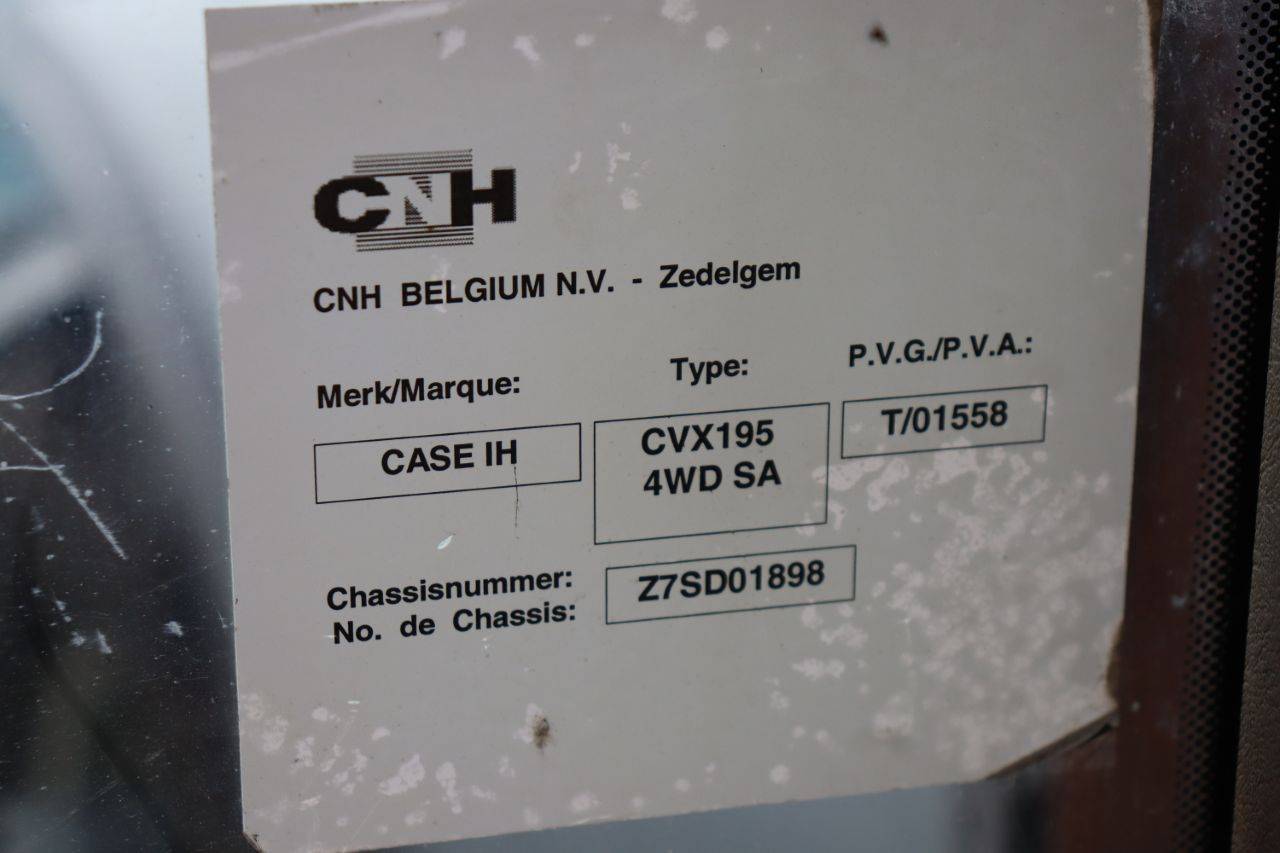 CNH
CNH BELGIUM N.V. - Zedelgem
Merk/Marque: Type: P.V.G./P.V.A.:
CASE IH CVX195 T/01558
4WD SA
Chassisnummer: Z7SD01898
No. de Chassis: